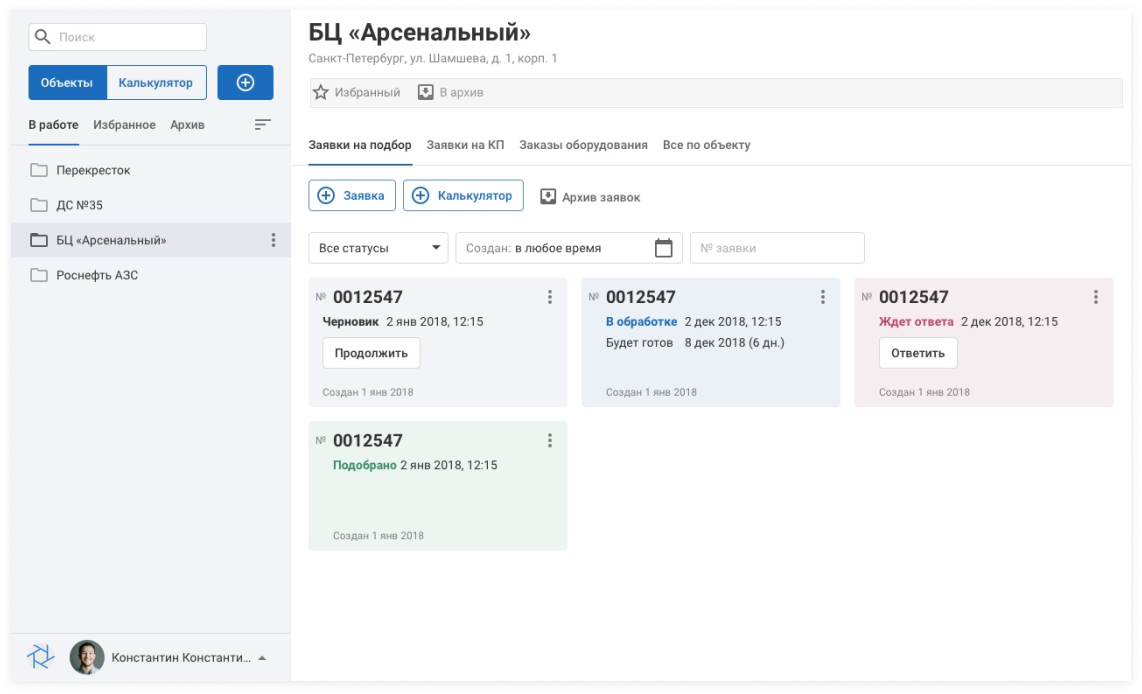 Поиск
Объекты
Калькулятор
В работе
Избранное
Архив
Перекресток
ДС №35
БЦ «Арсенальный»
Роснефть АЗС
Константин Константи...
БЦ «Арсенальный»
Санкт-Петербург, ул. Шамшева, д. 1, корп. 1
Избранный
В архив
Заявки на подбор
Заявки на КП
Заказы оборудования
Все по объекту
Заявка
Калькулятор
Архив заявок
Все статусы
Создан: в любое время
№ заявки
№ 0012547
Черновик 2 янв 2018, 12:15
Продолжить
Создан 1 янв 2018
№ 0012547
В обработке 2 дек 2018, 12:15
Будет готов 8 дек 2018 (6 дн.)
Создан 1 янв 2018
№ 0012547
Ждет ответа 2 дек 2018, 12:15
Ответить
Создан 1 янв 2018
№ 0012547
Подобрано 2 янв 2018, 12:15
Создан 1 янв 2018